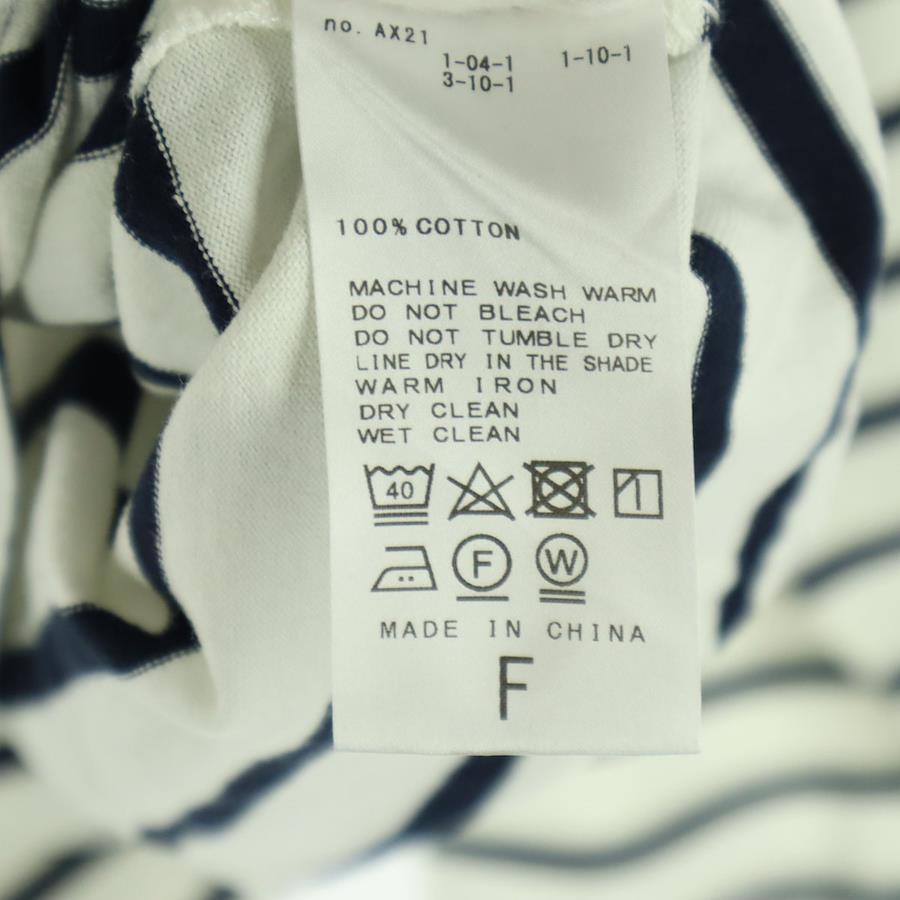 no. AX21
1-04-1 1-10-1
3-10-1
100% COTTON
MACHINE WASH WARM
DO NOT BLEACH
DO NOT TUMBLE DRY
LINE DRY IN THE SHADE
WARM IRON
DRY CLEAN
WET CLEAN
40
F W
MADE IN CHINA
F